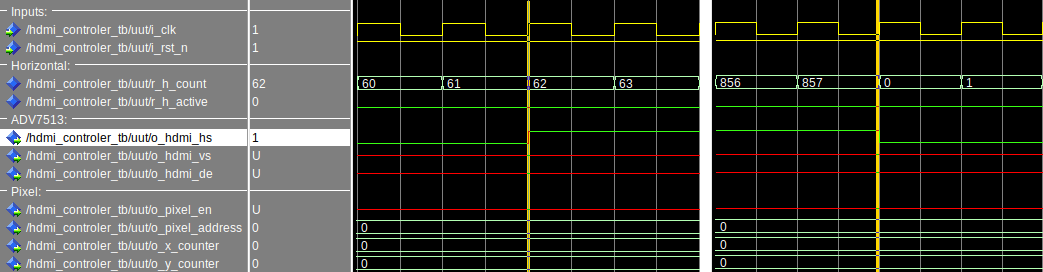 Inputs:
/hdmi_controler_tb/uut/i_clk 1
/hdmi_controler_tb/uut/i_rst_n 1
Horizontal:
/hdmi_controler_tb/uut/r_h_count 62 60 61 62 63 856 857 0 1
/hdmi_controler_tb/uut/r_h_active 0
ADV7513:
/hdmi_controler_tb/uut/o_hdmi_hs 1
/hdmi_controler_tb/uut/o_hdmi_vs U
/hdmi_controler_tb/uut/o_hdmi_de U
Pixel:
/hdmi_controler_tb/uut/o_pixel_en U
/hdmi_controler_tb/uut/o_pixel_address 0 0 0
/hdmi_controler_tb/uut/o_x_counter 0 0 0
/hdmi_controler_tb/uut/o_y_counter 0 0 0